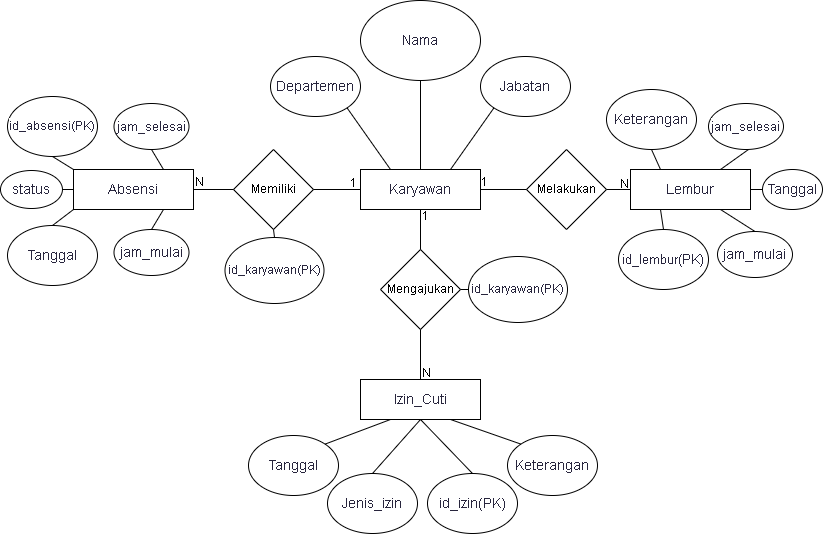 Nama
Departemen
Jabatan
id_absensi(PK)
jam_selesai
Keterangan
jam_selesai
status
Absensi
N
Memiliki
1
Karyawan
1
Melakukan
N
Lembur
Tanggal
1
Tanggal
jam_mulai
id_karyawan(PK)
id_lembur(PK)
jam_mulai
Mengajukan
id_karyawan(PK)
N
Izin_Cuti
Tanggal
Keterangan
Jenis_izin
id_izin(PK)